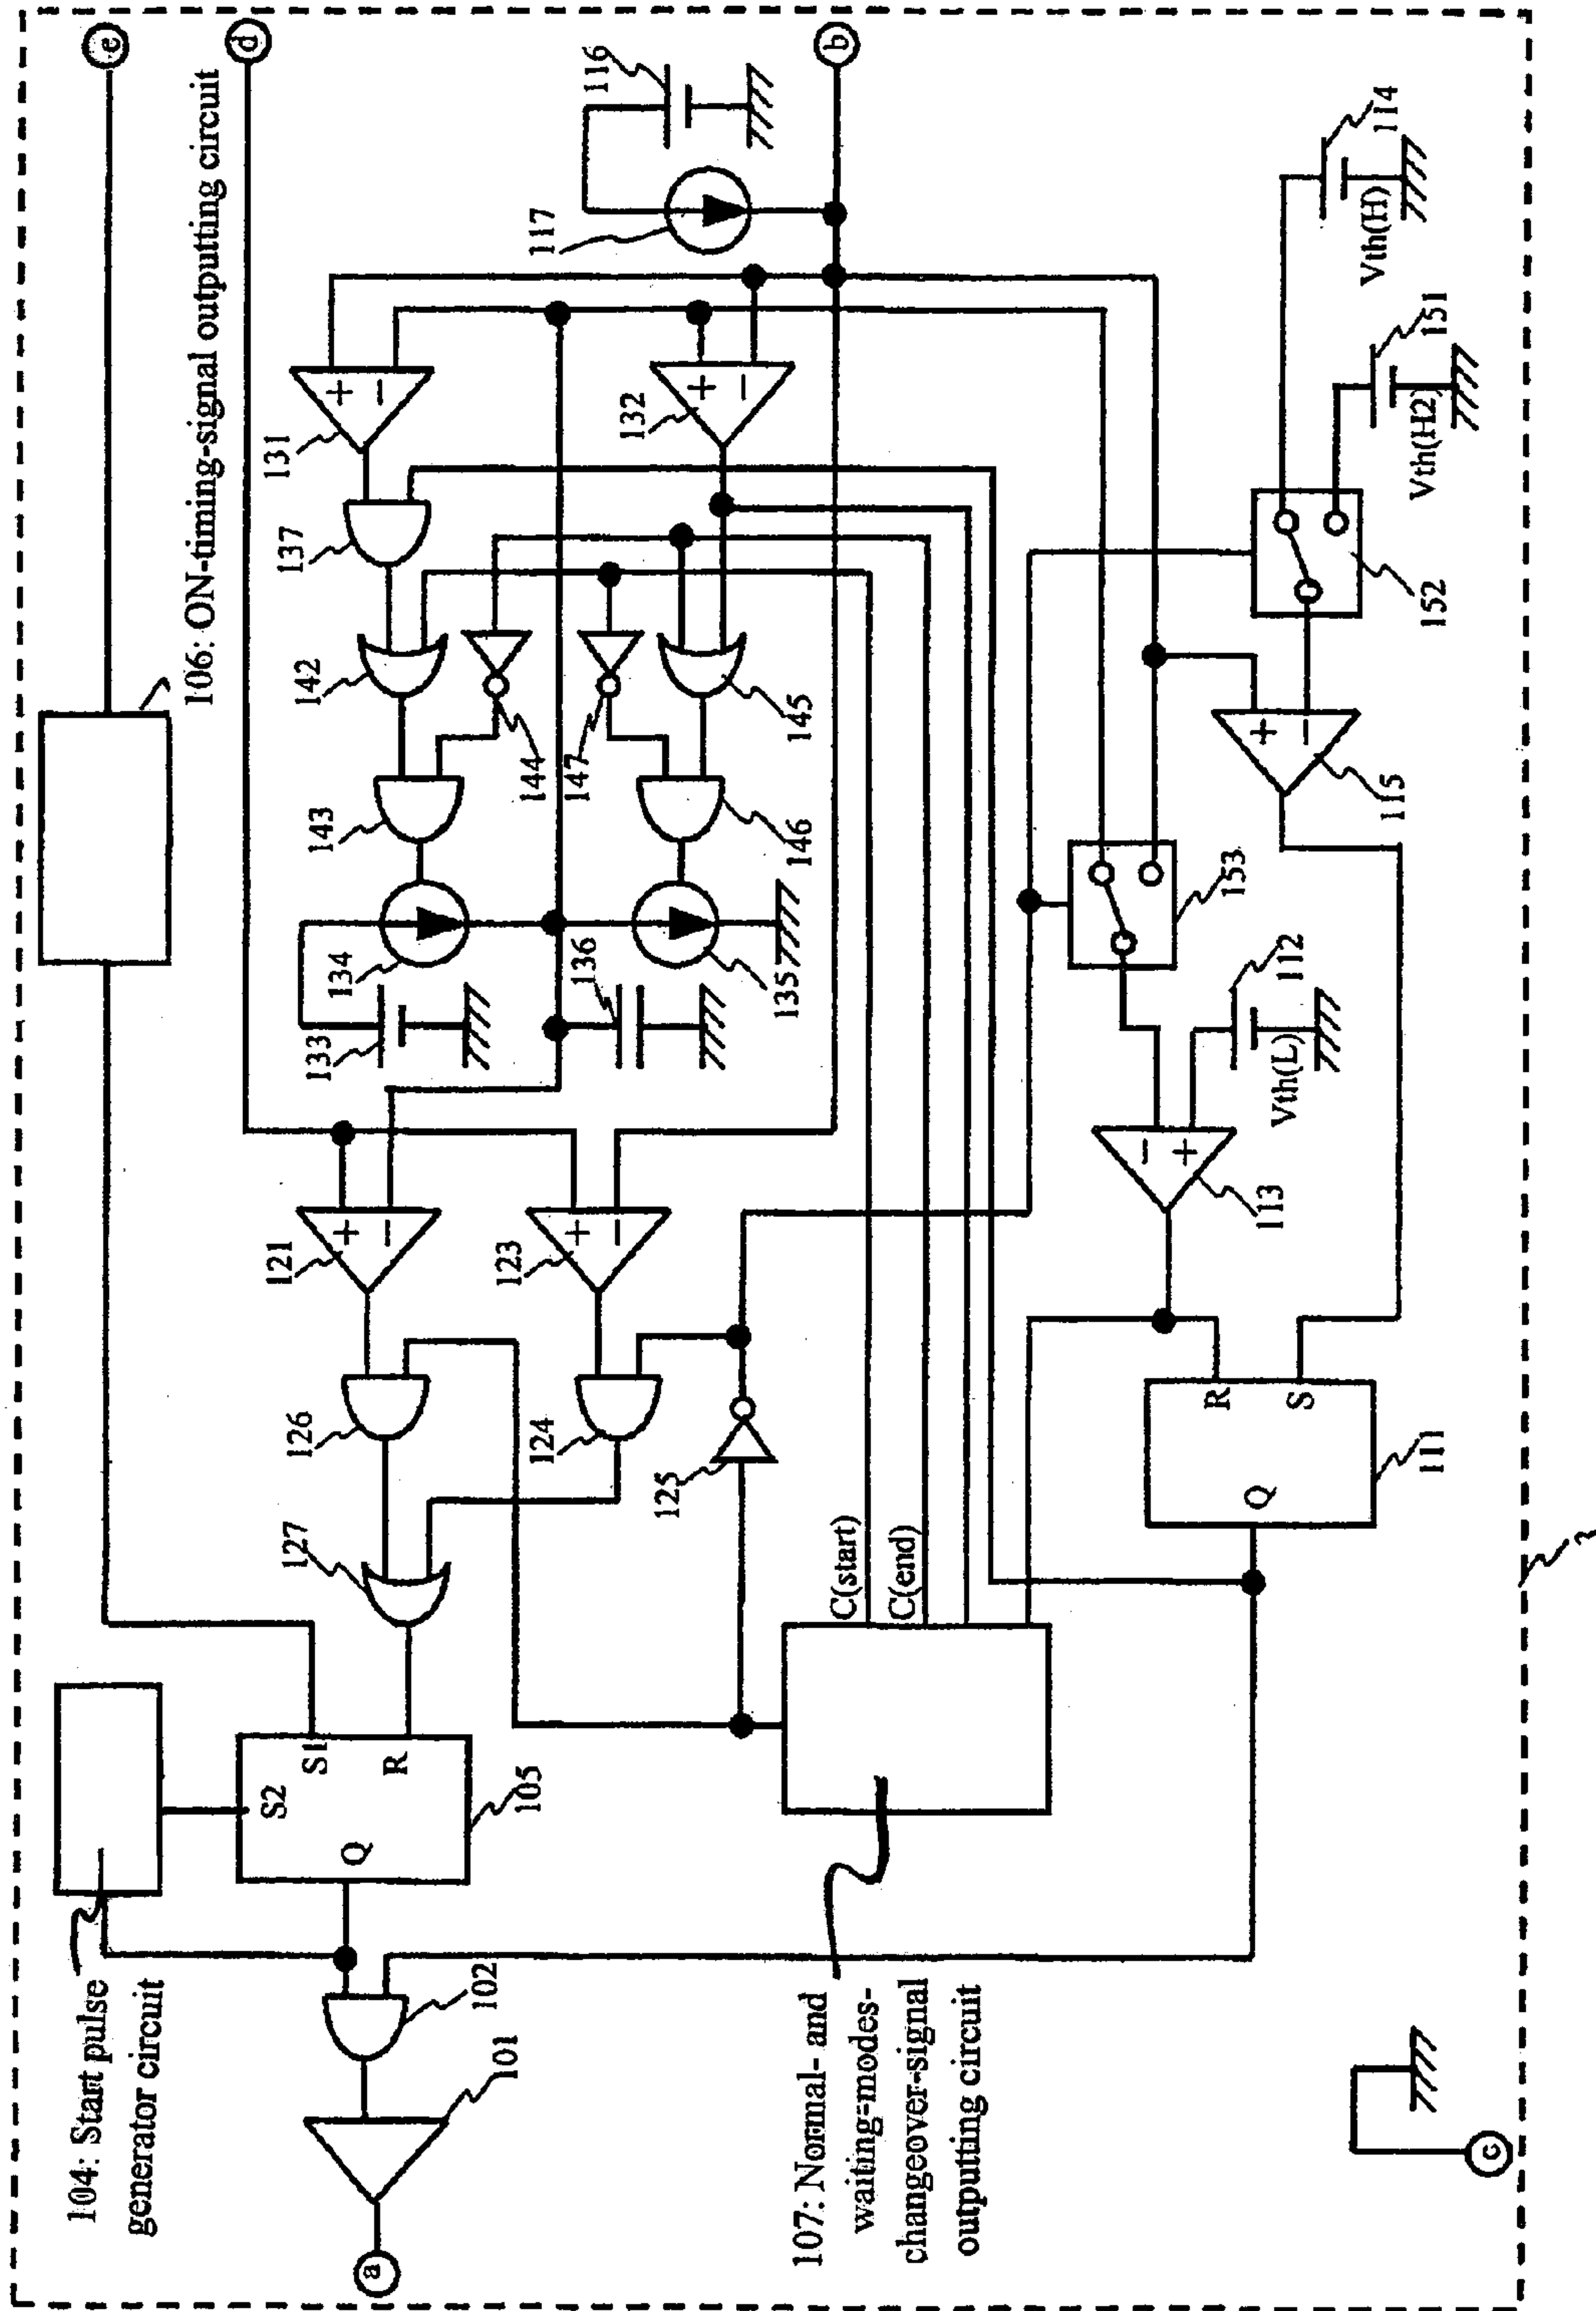 e
106: ON-timing-signal outputting circuit
d
b
116
117
114
Vth(H)
151
Vth(H2)
131
+
−
132
+
−
137
152
142
144
147
145
143
146
115
+
−
153
134
136
135
133
112
Vth(L)
121
+
−
123
+
−
113
−
+
126
124
125
127
C(start)
C(end)
R
S
Q
111
104: Start pulse
generator circuit
S2
S1
R
Q
105
102
101
a
107: Normal- and
waiting-modes-
changeover-signal
outputting circuit
c